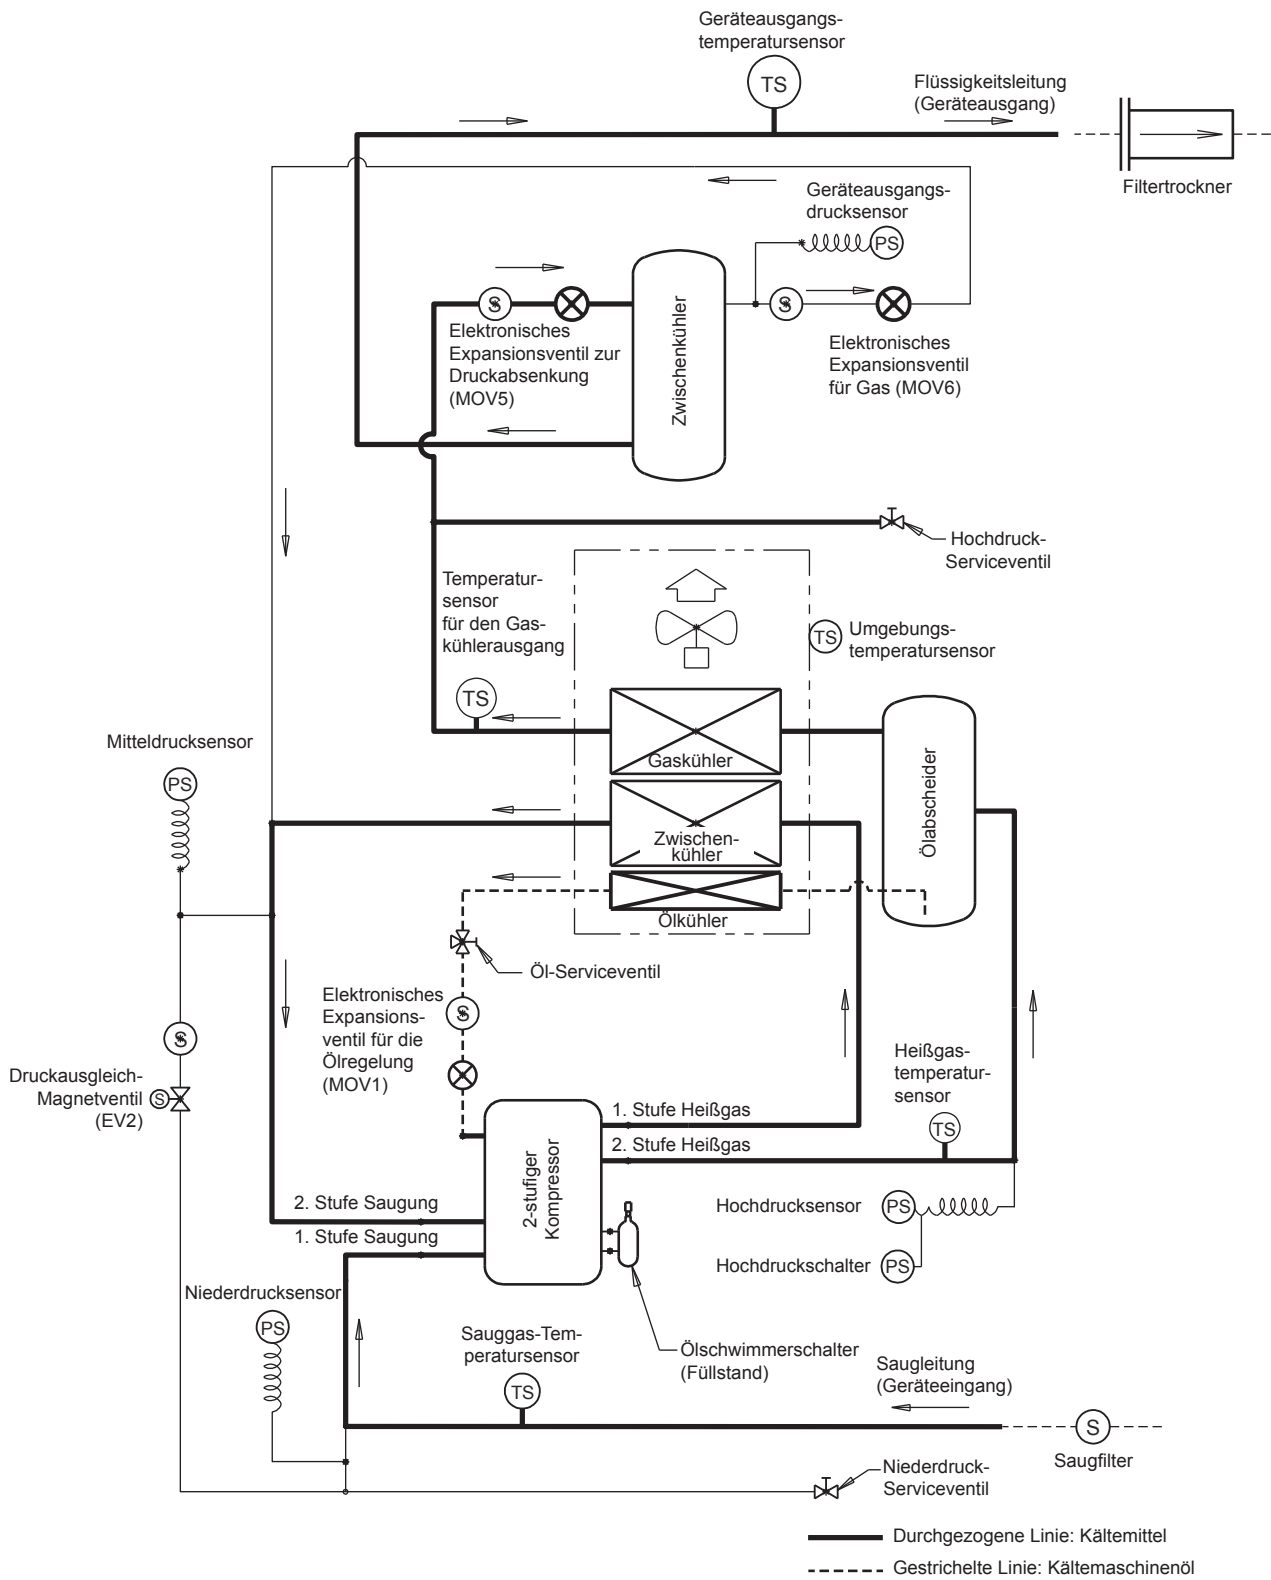 Geräteausgangs-
temperatursensor
TS
Flüssigkeitsleitung
(Geräteausgang)
Filtertrockner
Geräteausgangs-
drucksensor
PS
S
S
Elektronisches
Expansionsventil zur
Druckabsenkung
(MOV5)
Zwischenkühler
Elektronisches
Expansionsventil
für Gas (MOV6)
Hochdruck-
Serviceventil
Temperatur-
sensor
für den Gas-
kühlerausgang
TS
TS
Umgebungs-
temperatursensor
Mitteldrucksensor
PS
Gaskühler
Zwischen-
kühler
Ölkühler
Ölabscheider
Öl-Serviceventil
Elektronisches
Expansions-
ventil für die
Ölregelung
(MOV1)
S
S
Druckausgleich-
Magnetventil
(EV2)
S
Heißgas-
temperatur-
sensor
TS
1. Stufe Heißgas
2. Stufe Heißgas
2-stufiger
Kompressor
2. Stufe Saugung
1. Stufe Saugung
Hochdrucksensor
PS
Hochdruckschalter
PS
Niederdrucksensor
PS
Sauggas-Tem-
peratursensor
TS
Ölschwimmerschalter
(Füllstand)
Saugleitung
(Geräteeingang)
S
Saugfilter
Niederdruck-
Serviceventil
Durchgezogene Linie: Kältemittel
Gestrichelte Linie: Kältemaschinenöl